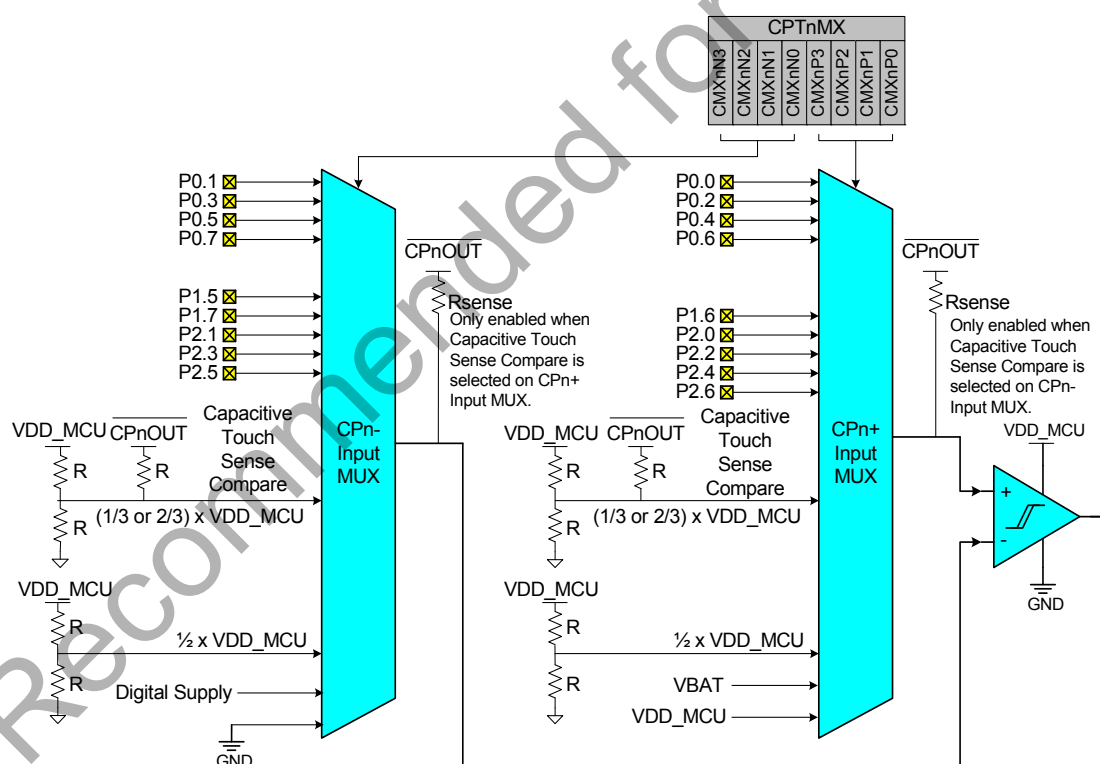 Recommended for
CPTnMX
CMXnN3
CMXnN2
CMXnN1
CMXnN0
CMXnP3
CMXnP2
CMXnP1
CMXnP0
P0.1
P0.3
P0.5
P0.7
P1.5
P1.7
P2.1
P2.3
P2.5
CPnOUT
Rsense
Only enabled when
Capacitive Touch
Sense Compare is
selected on CPn+
Input MUX.
VDD_MCU
CPnOUT
Capacitive
Touch
Sense
Compare
R
R
R
(1/3 or 2/3) x VDD_MCU
CPn-
Input
MUX
VDD_MCU
R
R
½ x VDD_MCU
Digital Supply
GND
P0.0
P0.2
P0.4
P0.6
P1.6
P2.0
P2.2
P2.4
P2.6
CPnOUT
Rsense
Only enabled when
Capacitive Touch
Sense Compare is
selected on CPn-
Input MUX.
VDD_MCU
CPnOUT
Capacitive
Touch
Sense
Compare
R
R
R
(1/3 or 2/3) x VDD_MCU
CPn+
Input
MUX
VDD_MCU
R
R
½ x VDD_MCU
VBAT
VDD_MCU
VDD_MCU
+
-
GND